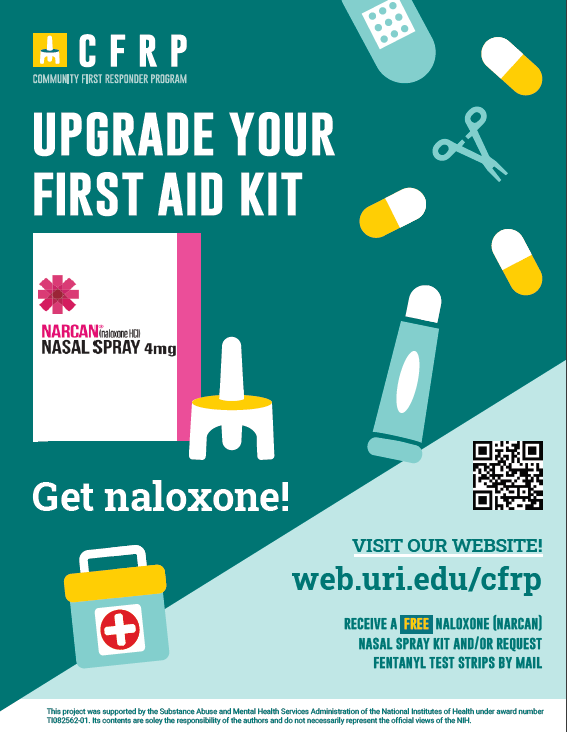 CFRP
COMMUNITY FIRST RESPONDER PROGRAM
UPGRADE YOUR
FIRST AID KIT
NARCAN® (naloxone HCl)
NASAL SPRAY 4mg
Get naloxone!
VISIT OUR WEBSITE!
web.uri.edu/cfrp
RECEIVE A FREE NALOXONE (NARCAN)
NASAL SPRAY KIT AND/OR REQUEST
FENTANYL TEST STRIPS BY MAIL
This project was supported by the Substance Abuse and Mental Health Services Administration of the National Institutes of Health under award number
TI082562-01. Its contents are soley the responsibility of the authors and do not necessarily represent the official views of the NIH.